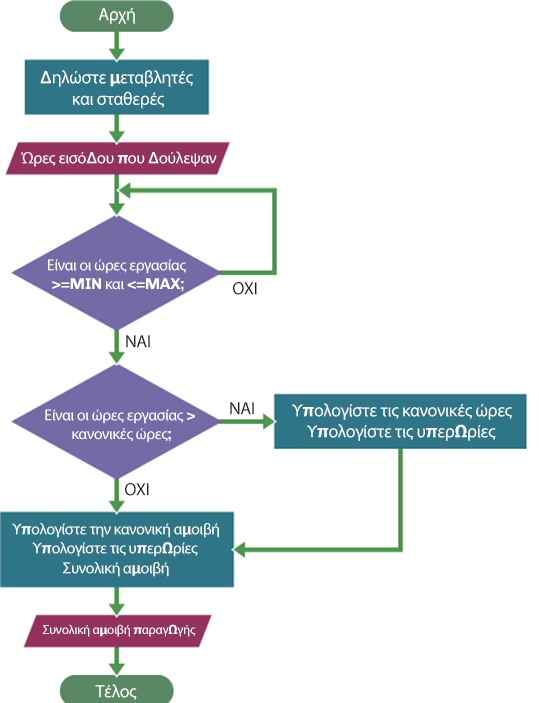 Αρχή
Δηλώστε μεταβλητές
και σταθερές
Ώρες εισόΔου που Δούλεψαν
Είναι οι ώρες εργασίας
>=MIN και <=MAX;
ΟΧΙ
ΝΑΙ
Είναι οι ώρες εργασίας >
κανονικές ώρες;
ΝΑΙ
Υπολογίστε τις κανονικές ώρες
Υπολογίστε τις υπερΩρίες
ΟΧΙ
Υπολογίστε την κανονική αμοιβή
Υπολογίστε τις υπερΩρίες
Συνολική αμοιβή
Συνολική αμοιβή παραγΩγής
Τέλος